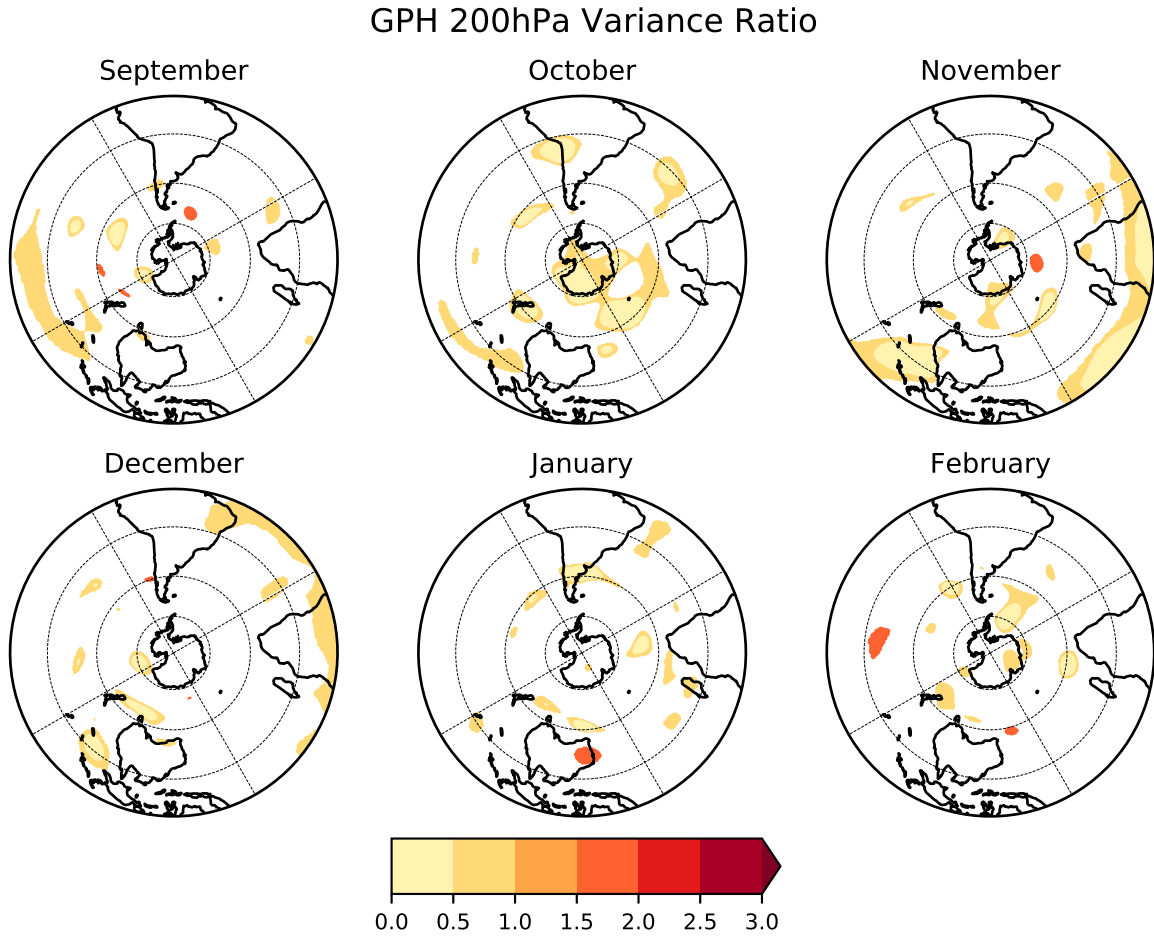 GPH 200hPa Variance Ratio
September October November
December January February
0.0 0.5 1.0 1.5 2.0 2.5 3.0